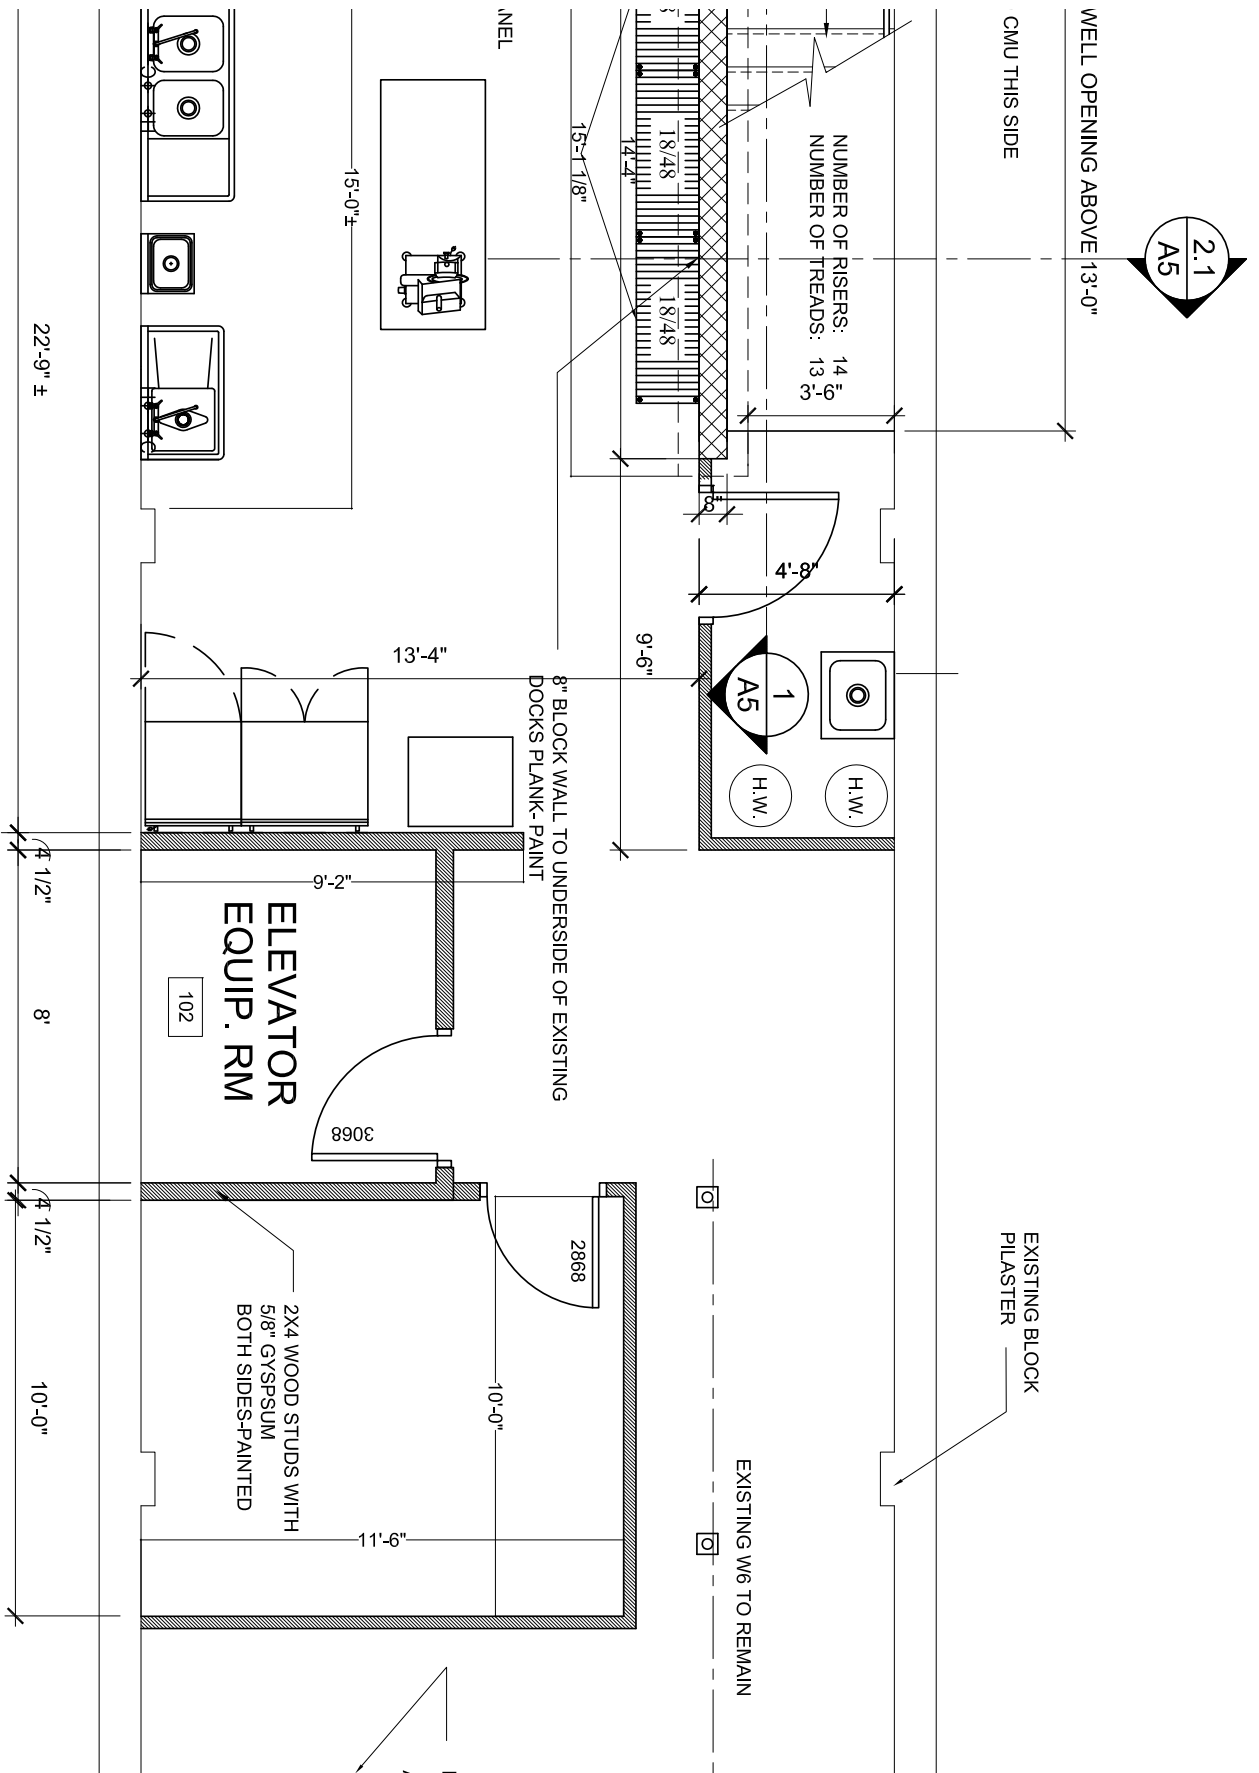 WELL OPENING ABOVE 13'-0"
CMU THIS SIDE
2.1
A5
NUMBER OF RISERS: 14
NUMBER OF TREADS: 13
3'-6"
NEL
15'-1 1/8"
14'-4"
18/48
18/48
15'-0"±
22'-9" ±
8"
4'-8"
9'-6"
13'-4"
1
A5
H.W.
H.W.
8" BLOCK WALL TO UNDERSIDE OF EXISTING
DOCKS PLANK- PAINT
4 1/2"
9'-2"
8'
ELEVATOR
EQUIP. RM
102
3068
4 1/2"
2868
EXISTING BLOCK
PILASTER
2X4 WOOD STUDS WITH
5/8" GYSPSUM
BOTH SIDES-PAINTED
10'-0"
10'-0"
11'-6"
EXISTING W6 TO REMAIN